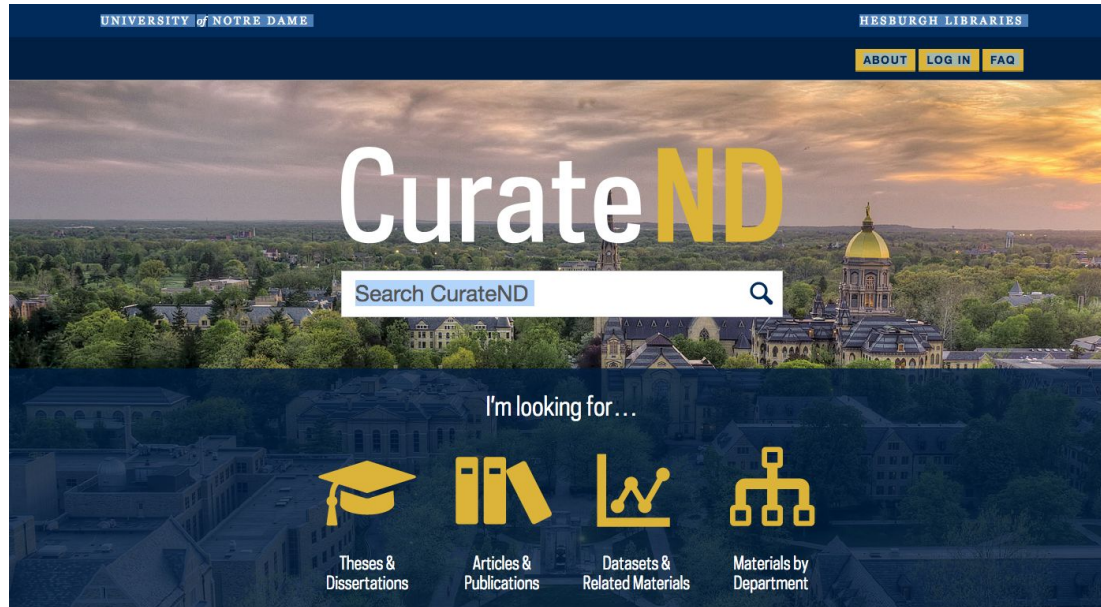 UNIVERSITY of NOTRE DAME
HESBURGH LIBRARIES
ABOUT LOG IN FAQ
CurateND
Search CurateND
I'm looking for...
Theses &
Dissertations
Articles &
Publications
Datasets &
Related Materials
Materials by
Department